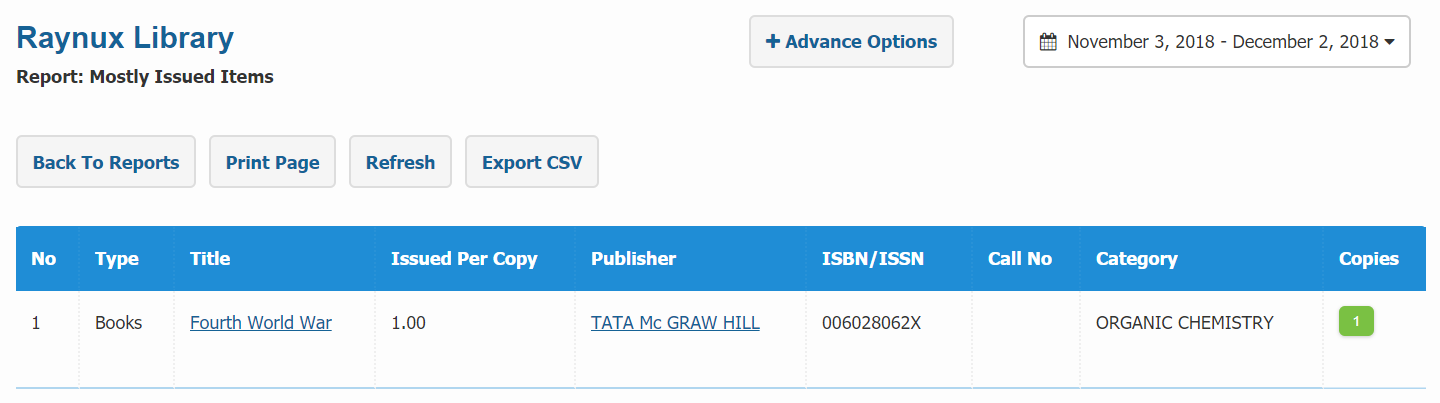 Raynux Library
Report: Mostly Issued Items
+ Advance Options
November 3, 2018 - December 2, 2018
Back To Reports Print Page Refresh Export CSV
No Type Title Issued Per Copy Publisher ISBN/ISSN Call No Category Copies
1 Books Fourth World War 1.00 TATA Mc GRAW HILL 006028062X ORGANIC CHEMISTRY 1